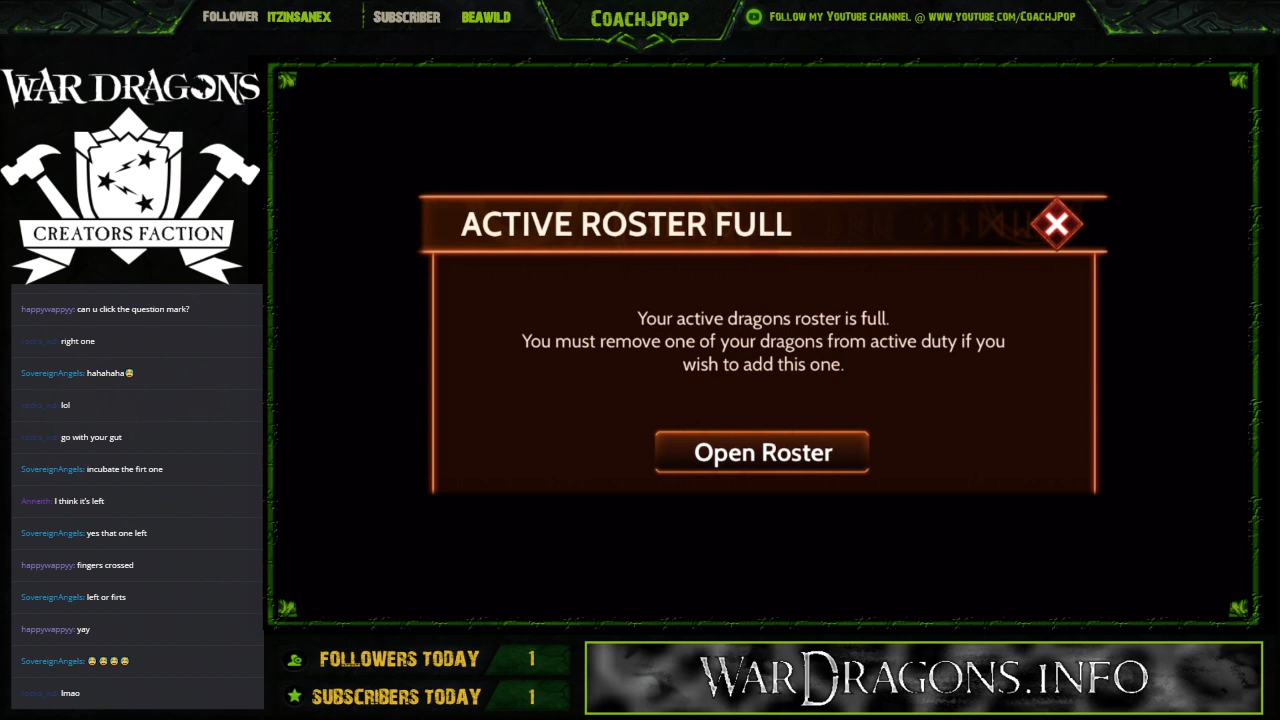 FOLLOWER ITZINSANEX
SUBSCRIBER BEAWILD
COACHJPOP
FOLLOW MY YOUTUBE CHANNEL @ WWW.YOUTUBE.COM/COACHJPOP
WAR DRAGONS
CREATORS FACTION
happywappyy: can u click the question mark?
right one
SovereignAngels: hahahaha
lol
go with your gut
SovereignAngels: incubate the firt one
Anneith: I think it's left
SovereignAngels: yes that one left
happywappyy: fingers crossed
SovereignAngels: left or firts
happywappyy: yay
SovereignAngels:
lmao
ACTIVE ROSTER FULL
Your active dragons roster is full.
You must remove one of your dragons from active duty if you
wish to add this one.
Open Roster
FOLLOWERS TODAY 1
SUBSCRIBERS TODAY 1
WARDRAGONS.INFO